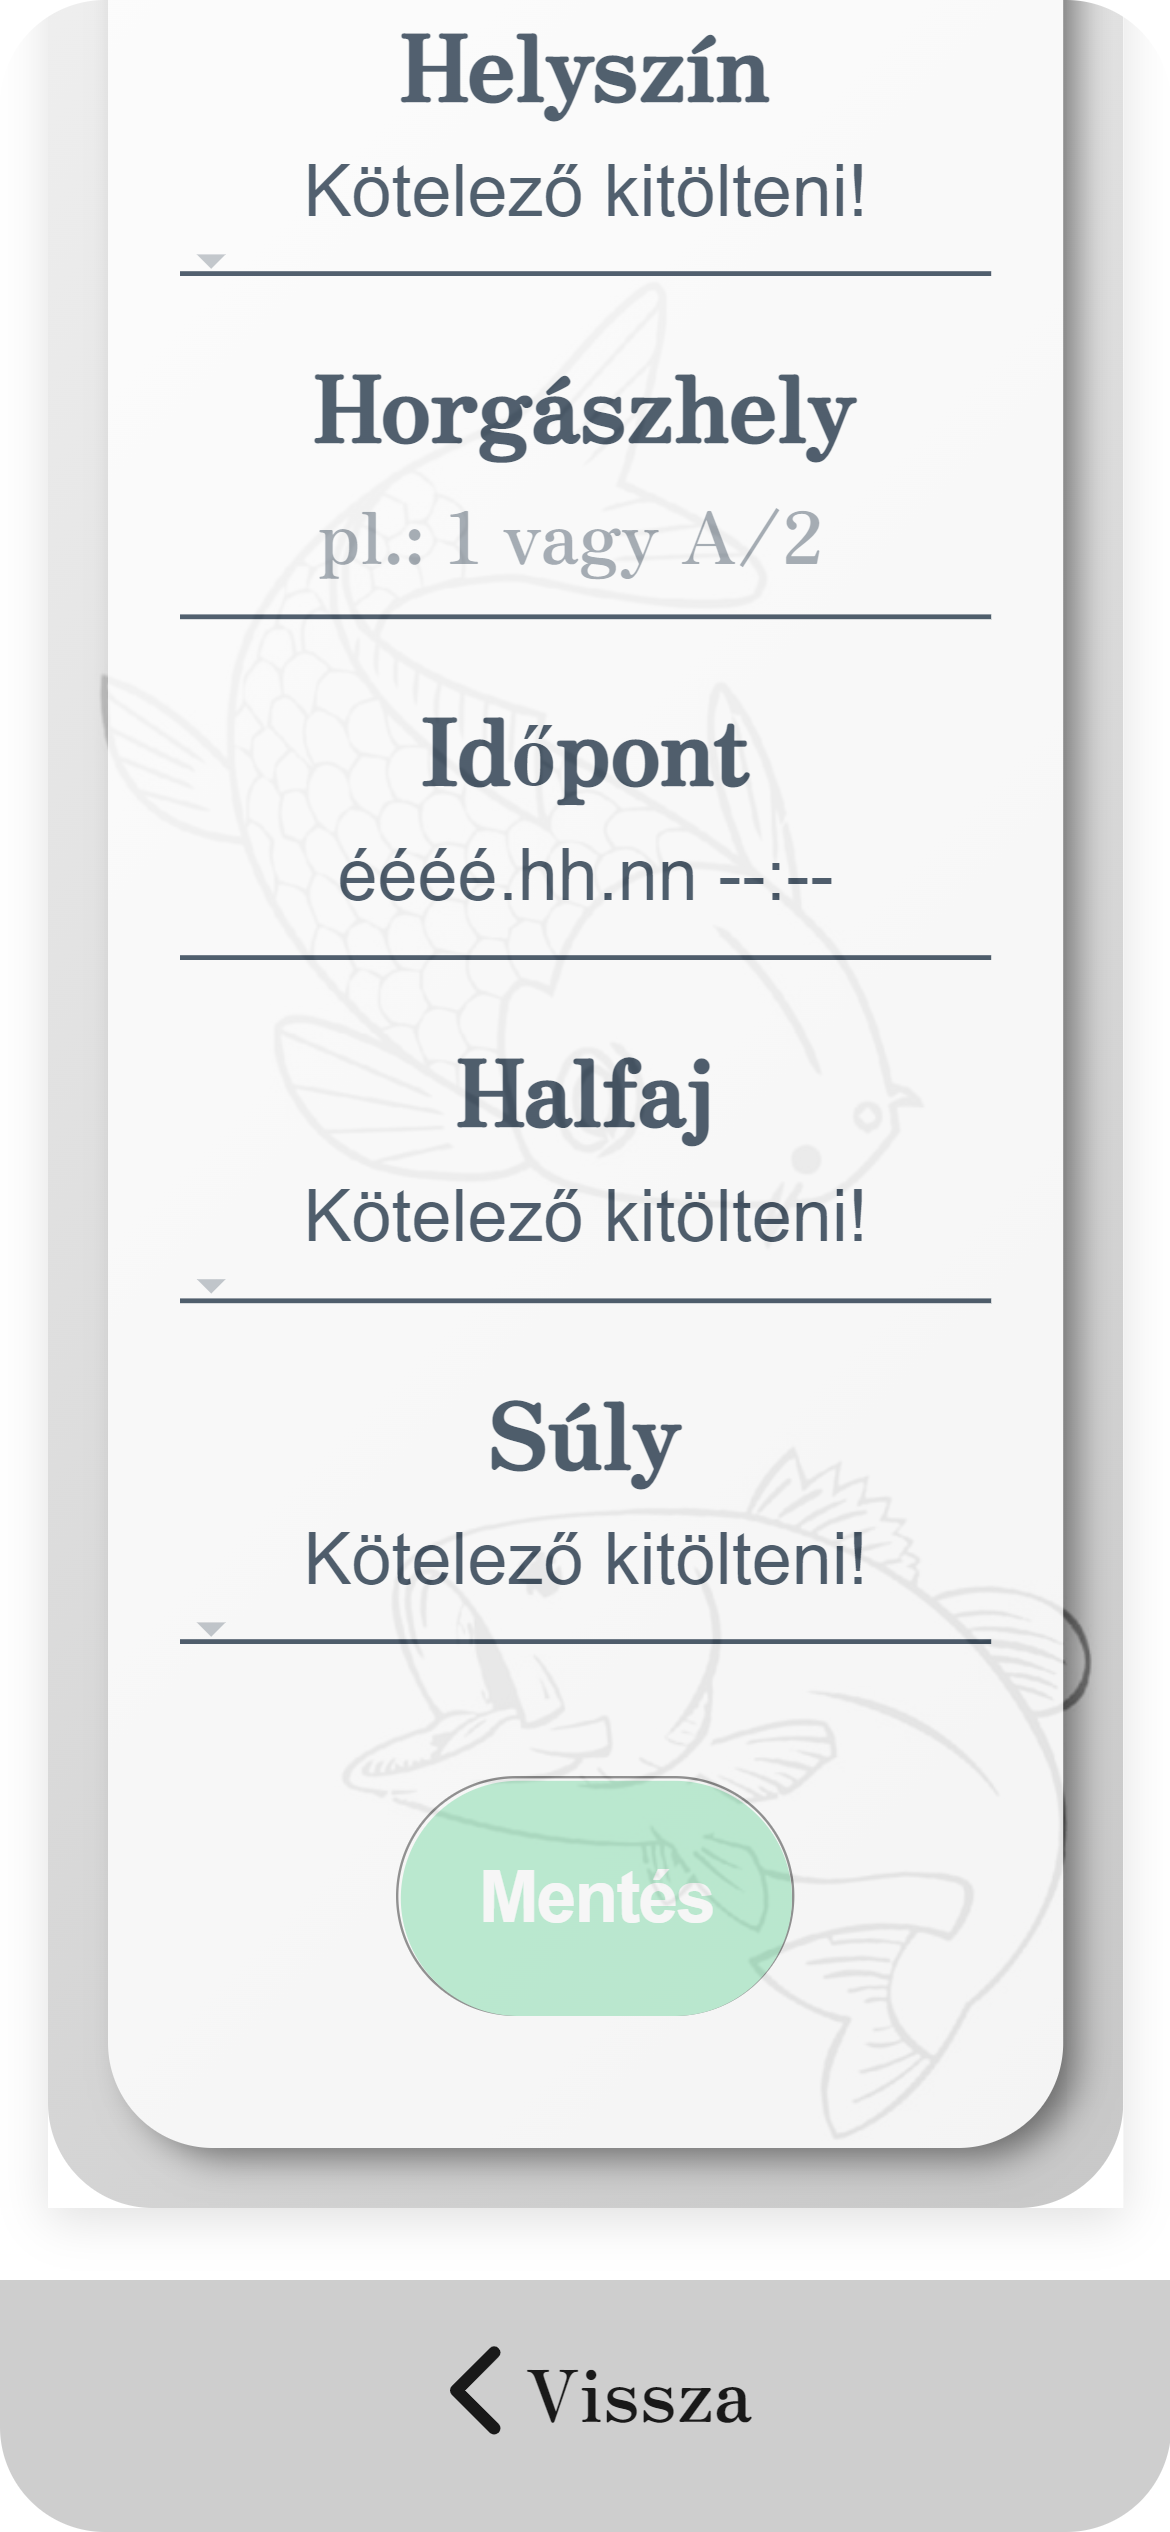 Helyszín
Kötelező kitölteni!
Horgászhely
pl.: 1 vagy A/2
Időpont
éééé.hh.nn --:--
Halfaj
Kötelező kitölteni!
Súly
Kötelező kitölteni!
Mentés
Vissza